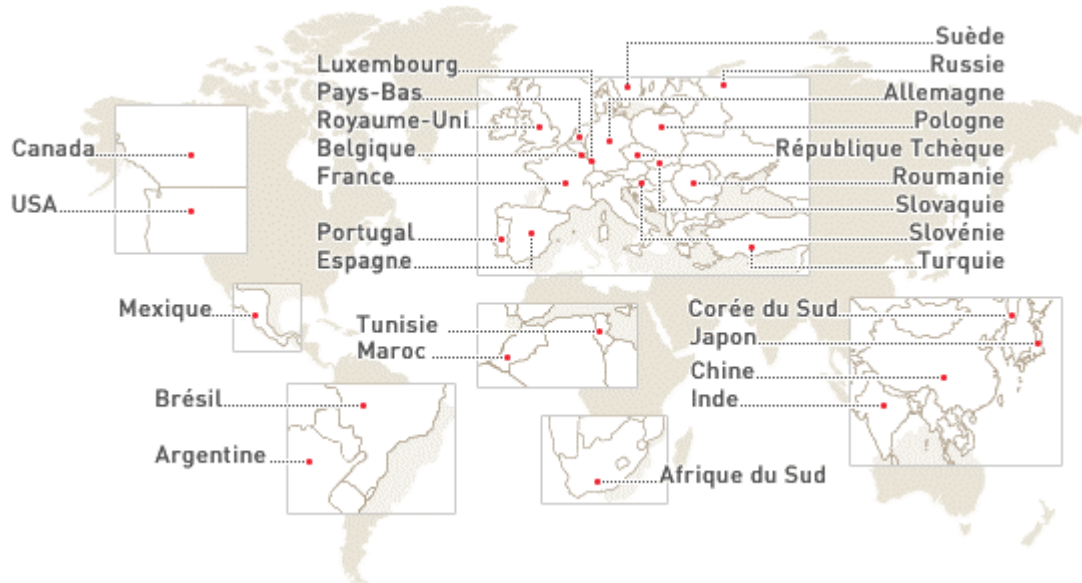 Suède
Luxembourg
Russie
Pays-Bas
Allemagne
Royaume-Uni
Pologne
Canada
Belgique
République Tchèque
France
Roumanie
USA
Slovaquie
Portugal
Slovénie
Espagne
Turquie
Mexique
Tunisie
Corée du Sud
Maroc
Japon
Chine
Brésil
Inde
Argentine
Afrique du Sud